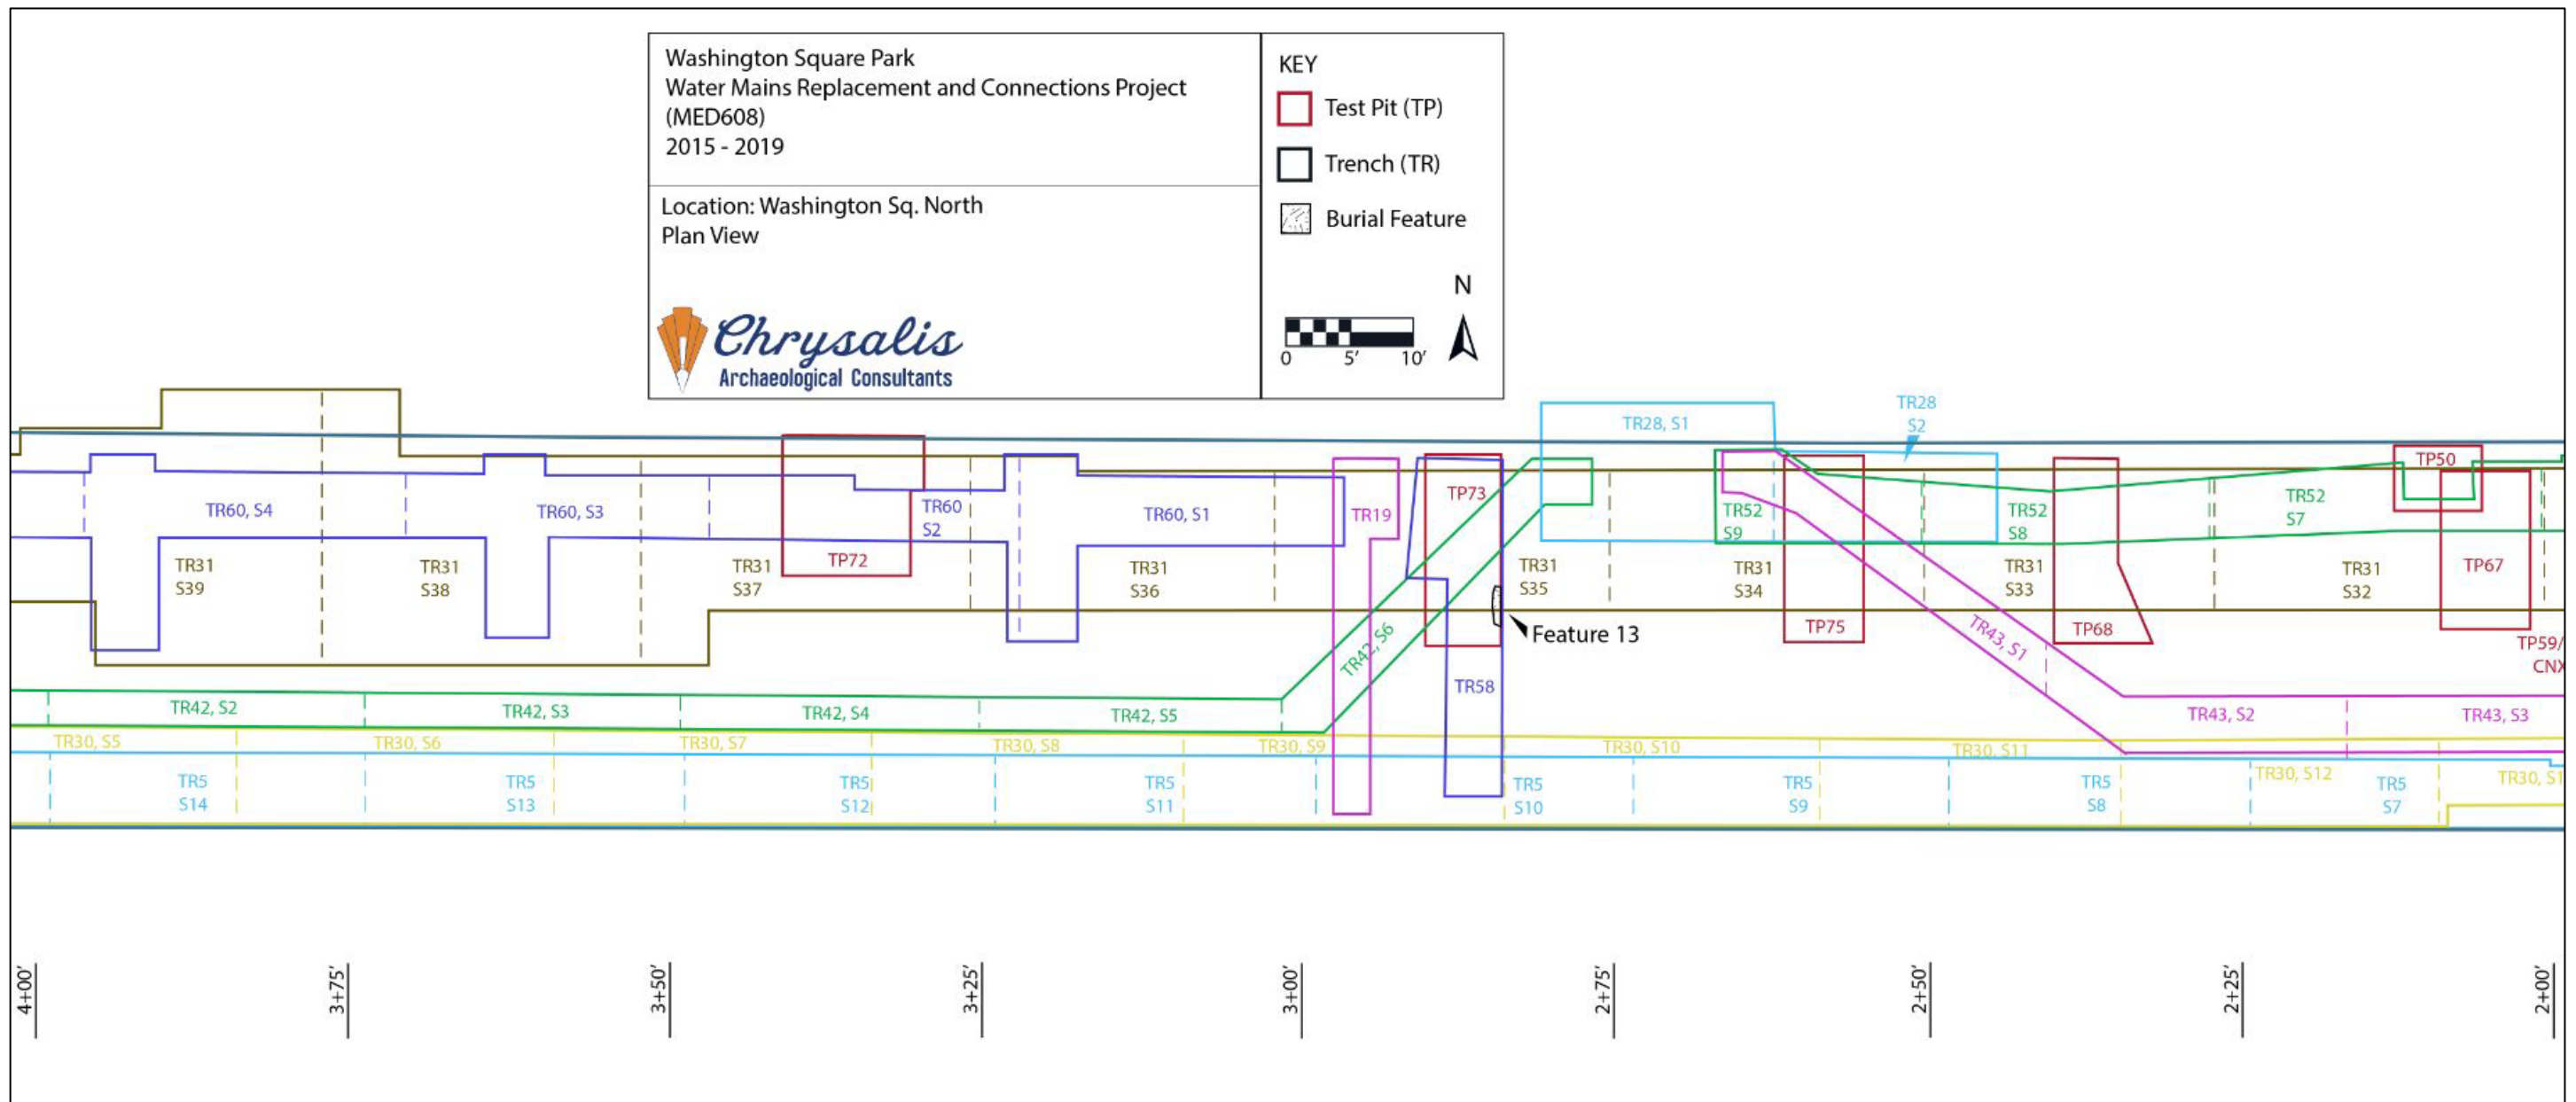 Washington Square Park
Water Mains Replacement and Connections Project
(MED608)
2015 - 2019
Location: Washington Sq. North
Plan View
Chrysalis
Archaeological Consultants
KEY
Test Pit (TP)
Trench (TR)
Burial Feature
N
0 5' 10'
TR28, S1
TR28
S2
TR60, S4
TR60, S3
TR60
S2
TR60, S1
TR19
TP73
TR52
S9
TR52
S8
TR52
S7
TP50
TR31
S39
TR31
S38
TR31
S37
TP72
TR31
S36
TR31
S35
TR31
S34
TR31
S33
TR31
S32
TP67
Feature 13
TR42, S6
TP75
TR43, S1
TP68
TP59/
CNX
TR58
TR42, S2
TR42, S3
TR42, S4
TR42, S5
TR43, S2
TR43, S3
TR30, S5
TR30, S6
TR30, S7
TR30, S8
TR30, S9
TR30, S10
TR30, S11
TR30, S12
TR30, S1
TR5
S14
TR5
S13
TR5
S12
TR5
S11
TR5
S10
TR5
S9
TR5
S8
TR5
S7
4+00'
3+75'
3+50'
3+25'
3+00'
2+75'
2+50'
2+25'
2+00'